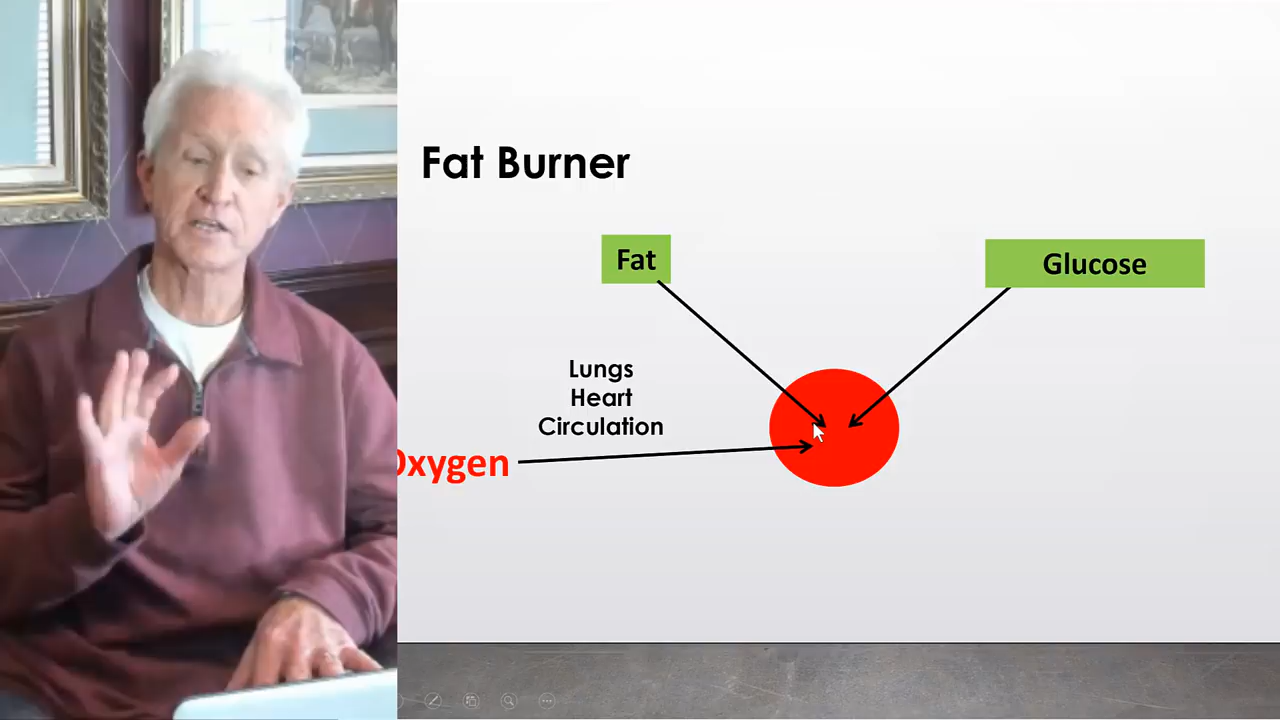 Fat Burner
Fat
Glucose
Lungs
Heart
Circulation
Oxygen